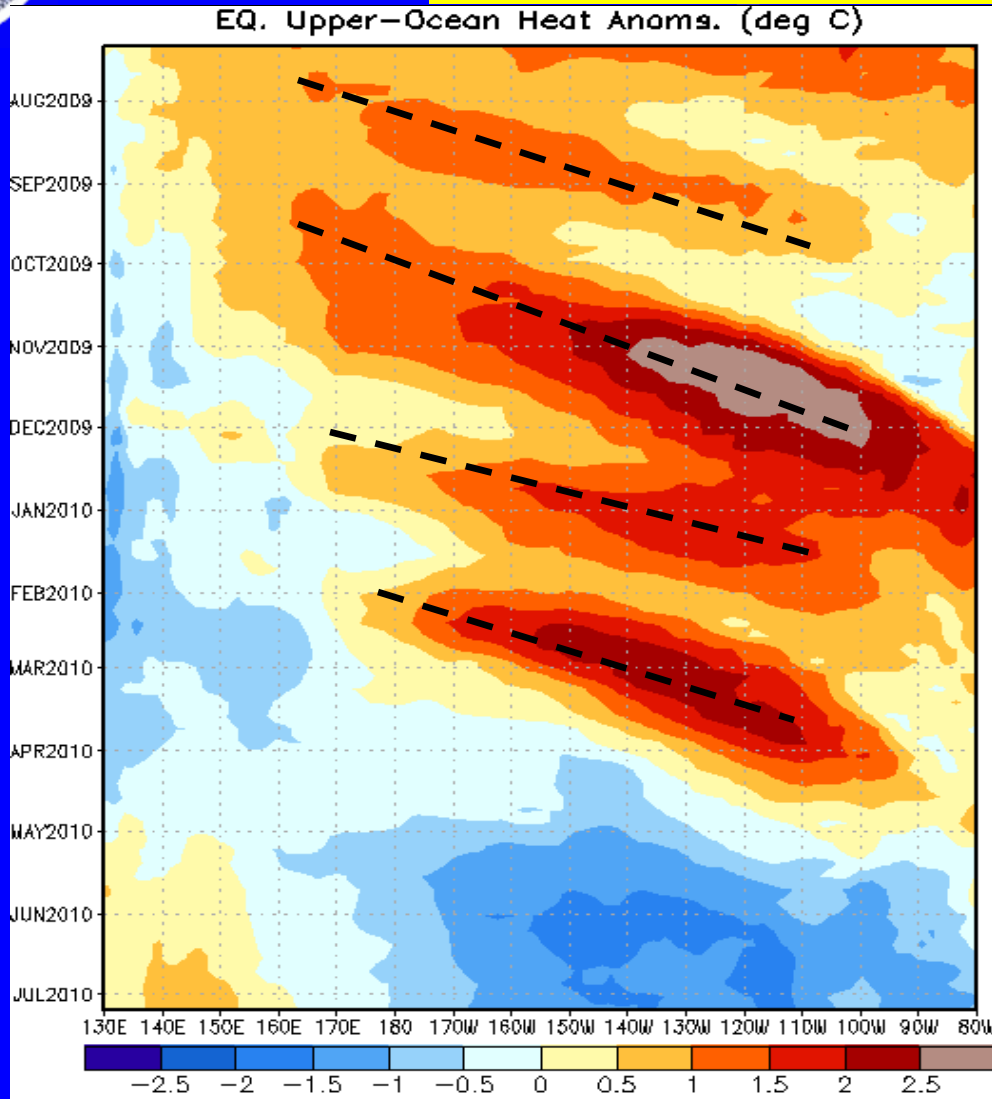 EQ. Upper-Ocean Heat Anoms. (deg C)
AUG2009
SEP2009
OCT2009
NOV2009
DEC2009
JAN2010
FEB2010
MAR2010
APR2010
MAY2010
JUN2010
JUL2010
130E 140E 150E 160E 170E 180 170W 160W 150W 140W 130W 120W 110W 100W 90W 80W
-2.5 -2 -1.5 -1 -0.5 0 0.5 1 1.5 2 2.5